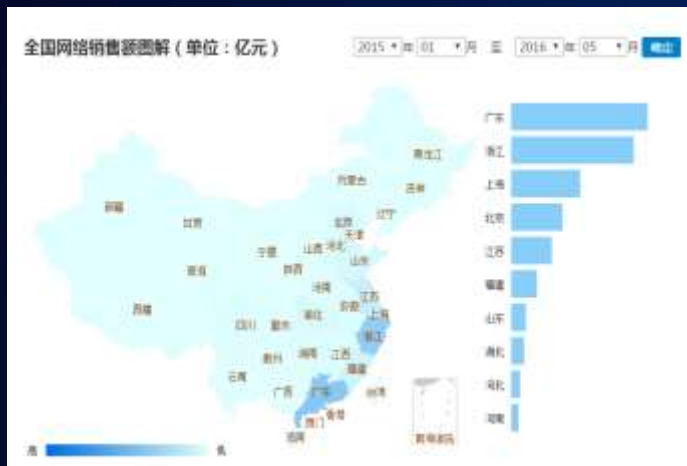 全国网络销售额图解（单位：亿元）
2015 年 01 月 至 2016 年 05 月
广东
浙江
上海
北京
江苏
福建
山东
湖北
河北
河南
黑龙江
内蒙古
吉林
新疆
辽宁
北京
天津
甘肃
山西
河北
宁夏
山东
青海
陕西
河南
江苏
安徽
上海
西藏
四川
重庆
湖北
浙江
贵州
湖南
江西
福建
云南
广西
广东
台湾
香港
澳门
海南
南海诸岛
高
低